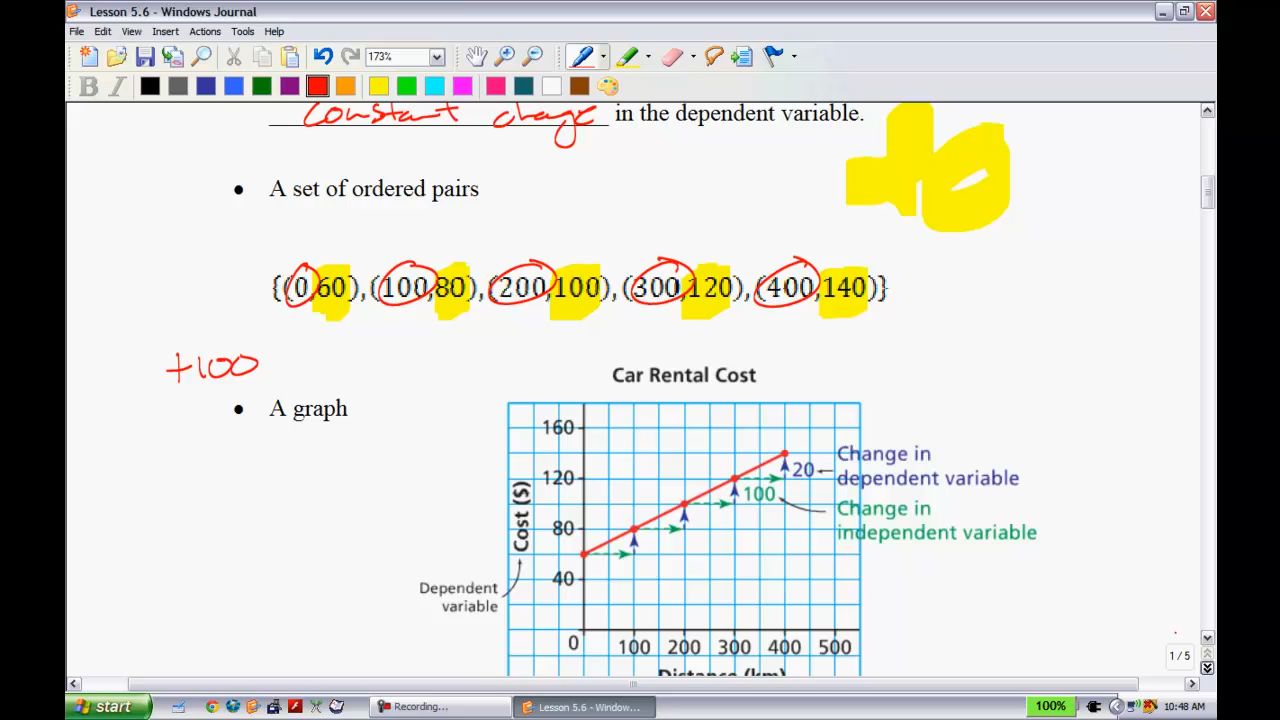 Lesson 5.6 - Windows Journal
File Edit View Insert Actions Tools Help
173%
B I
constant change in the dependent variable.
• A set of ordered pairs
{(0,60),(100,80),(200,100),(300,120),(400,140)}
+100
• A graph
Car Rental Cost
160
120
80
40
0
100 200 300 400 500
Cost ($)
Distance (km)
Dependent
variable
20
Change in
dependent variable
100
Change in
independent variable
1 / 5
start
Recording...
Lesson 5.6 - Window...
100%
10:48 AM